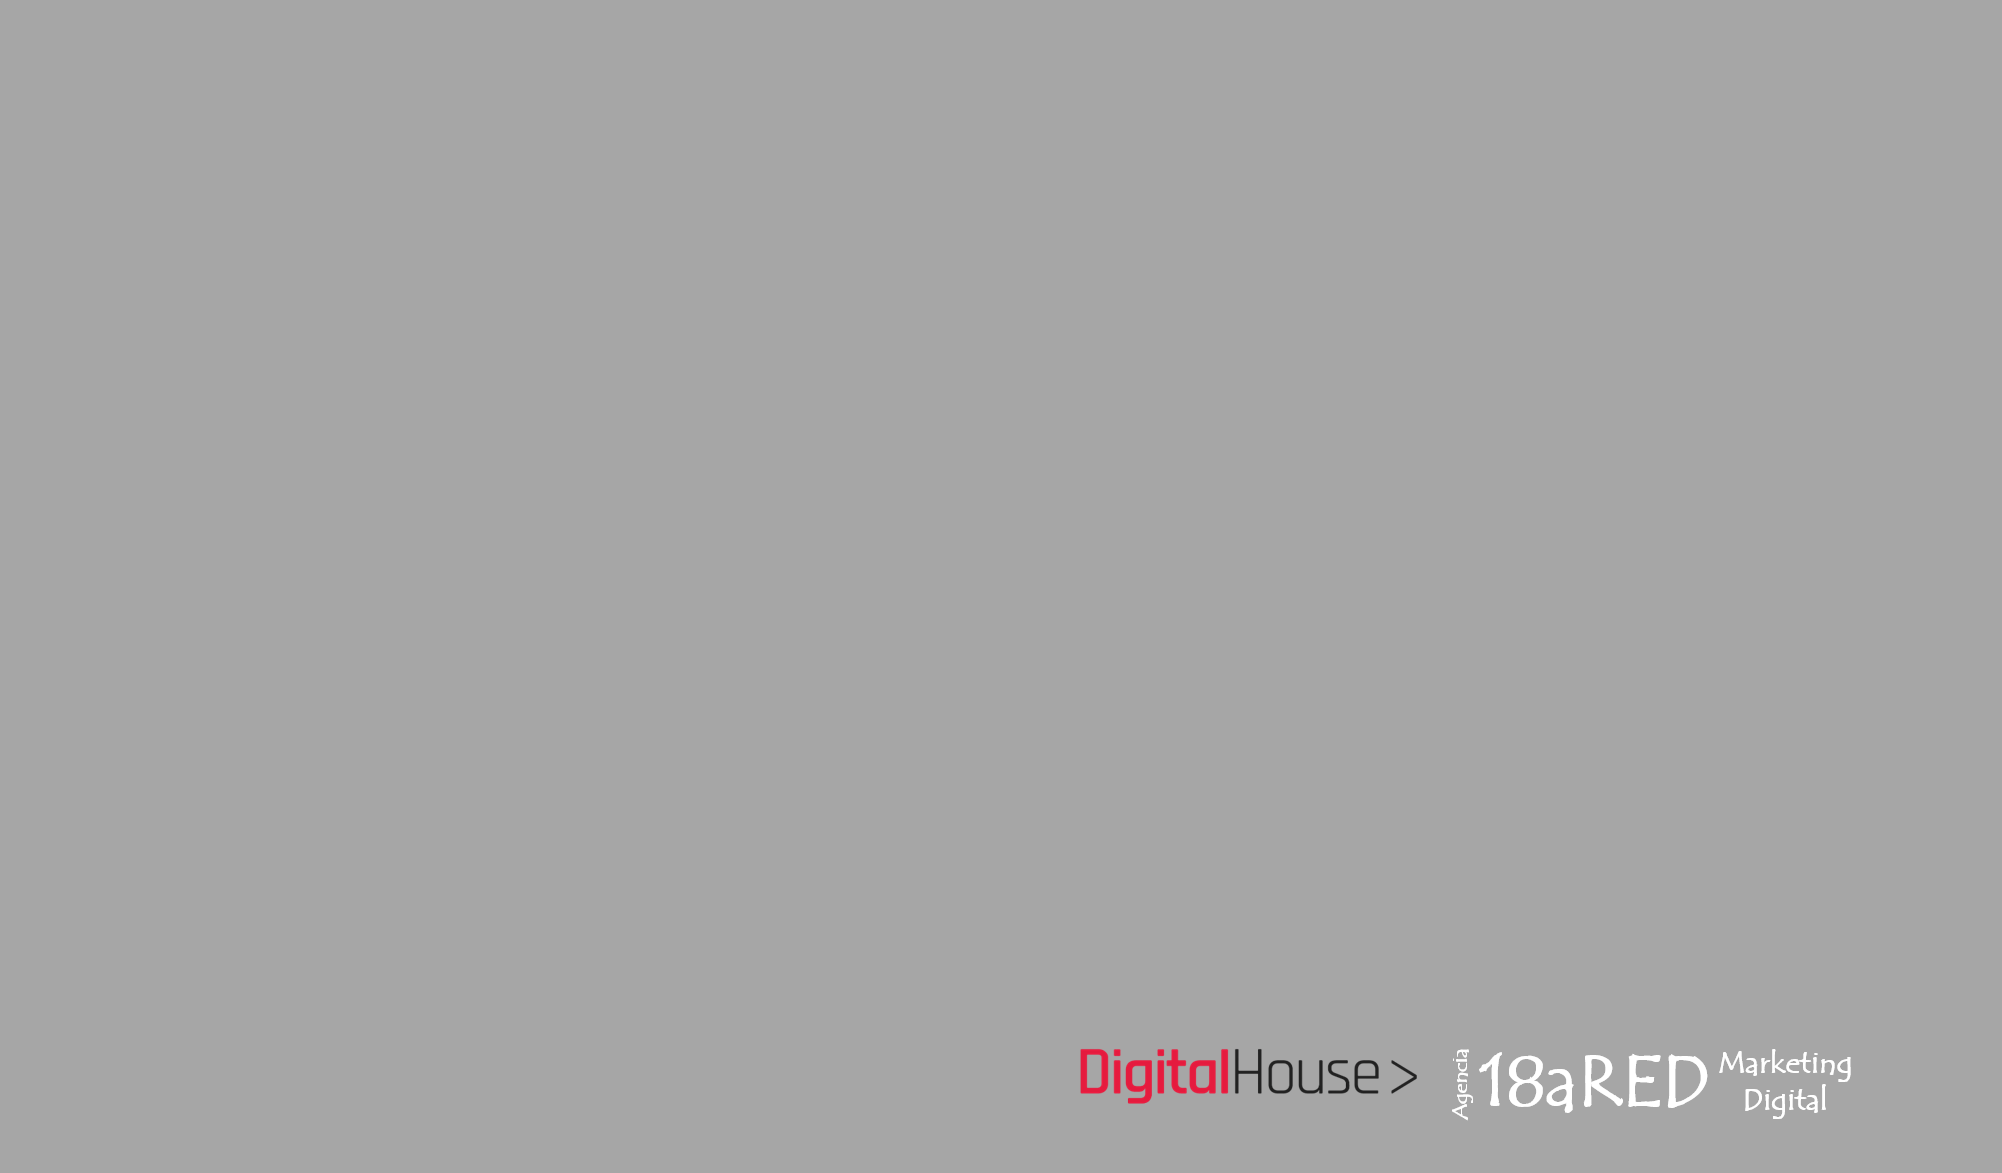 DigitalHouse >
Agencia
18aRED
Marketing
Digital